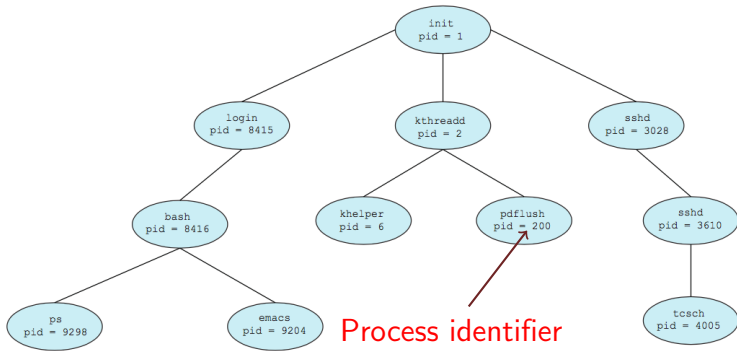 init
pid = 1
login
pid = 8415
kthreadd
pid = 2
sshd
pid = 3028
bash
pid = 8416
khelper
pid = 6
pdflush
pid = 200
sshd
pid = 3610
ps
pid = 9298
emacs
pid = 9204
tcsch
pid = 4005
Process identifier